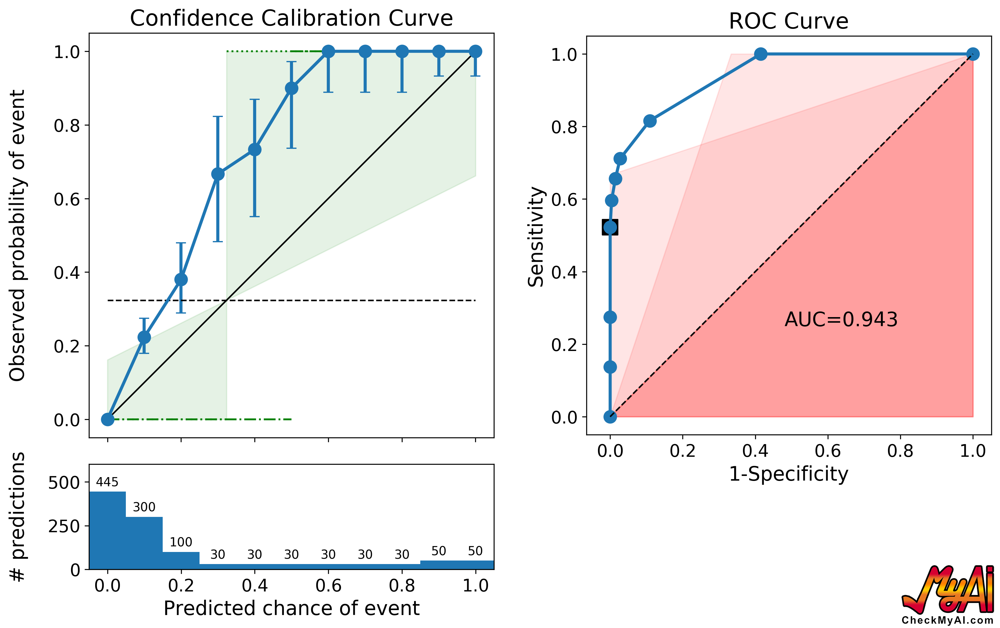 Confidence Calibration Curve
Observed probability of event
1.0
0.8
0.6
0.4
0.2
0.0
# predictions
500
250
0
445
300
100
30
30
30
30
30
30
50
50
0.0 0.2 0.4 0.6 0.8 1.0
Predicted chance of event
ROC Curve
Sensitivity
1.0
0.8
0.6
0.4
0.2
0.0
AUC=0.943
0.0 0.2 0.4 0.6 0.8 1.0
1-Specificity
MyAi
CheckMyAI.com